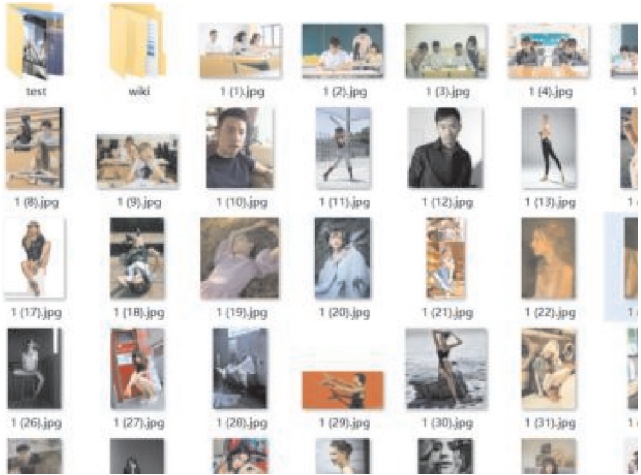 test wiki 1 (1).jpg 1 (2).jpg 1 (3).jpg 1 (4).jpg
1 (8).jpg 1 (9).jpg 1 (10).jpg 1 (11).jpg 1 (12).jpg 1 (13).jpg
1 (17).jpg 1 (18).jpg 1 (19).jpg 1 (20).jpg 1 (21).jpg 1 (22).jpg
1 (26).jpg 1 (27).jpg 1 (28).jpg 1 (29).jpg 1 (30).jpg 1 (31).jpg